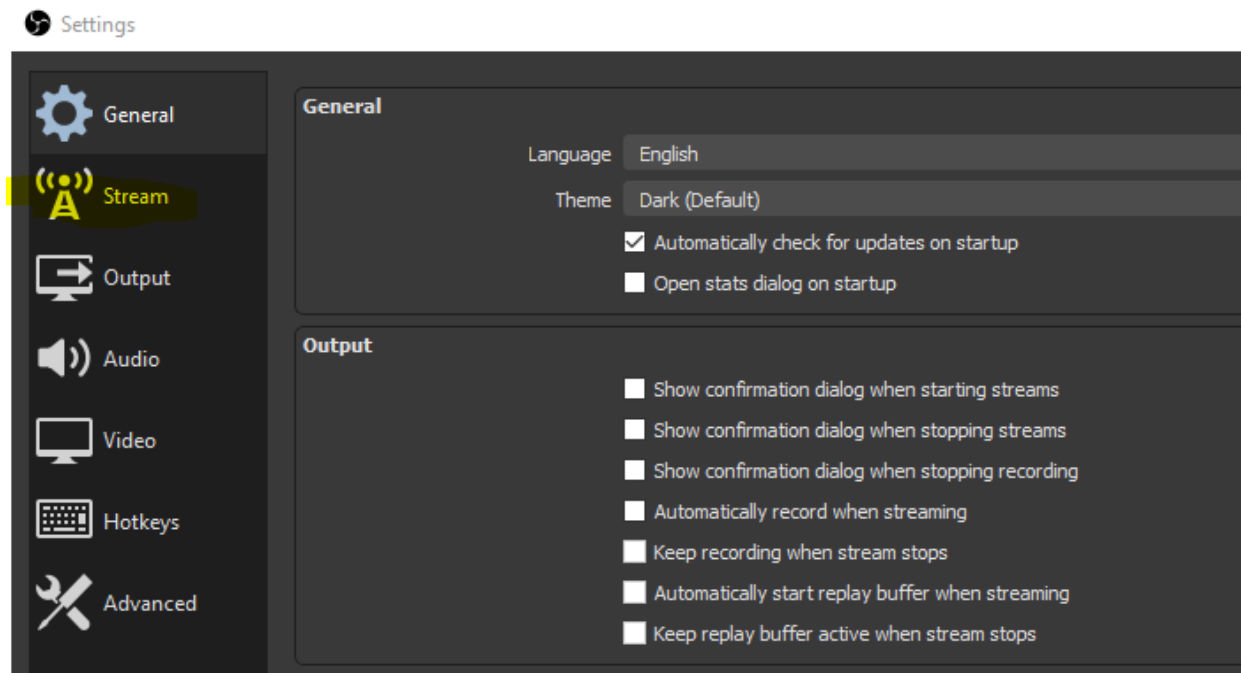 Settings
General
Stream
Output
Audio
Video
Hotkeys
Advanced
General
Language English
Theme Dark (Default)
Automatically check for updates on startup
Open stats dialog on startup
Output
Show confirmation dialog when starting streams
Show confirmation dialog when stopping streams
Show confirmation dialog when stopping recording
Automatically record when streaming
Keep recording when stream stops
Automatically start replay buffer when streaming
Keep replay buffer active when stream stops